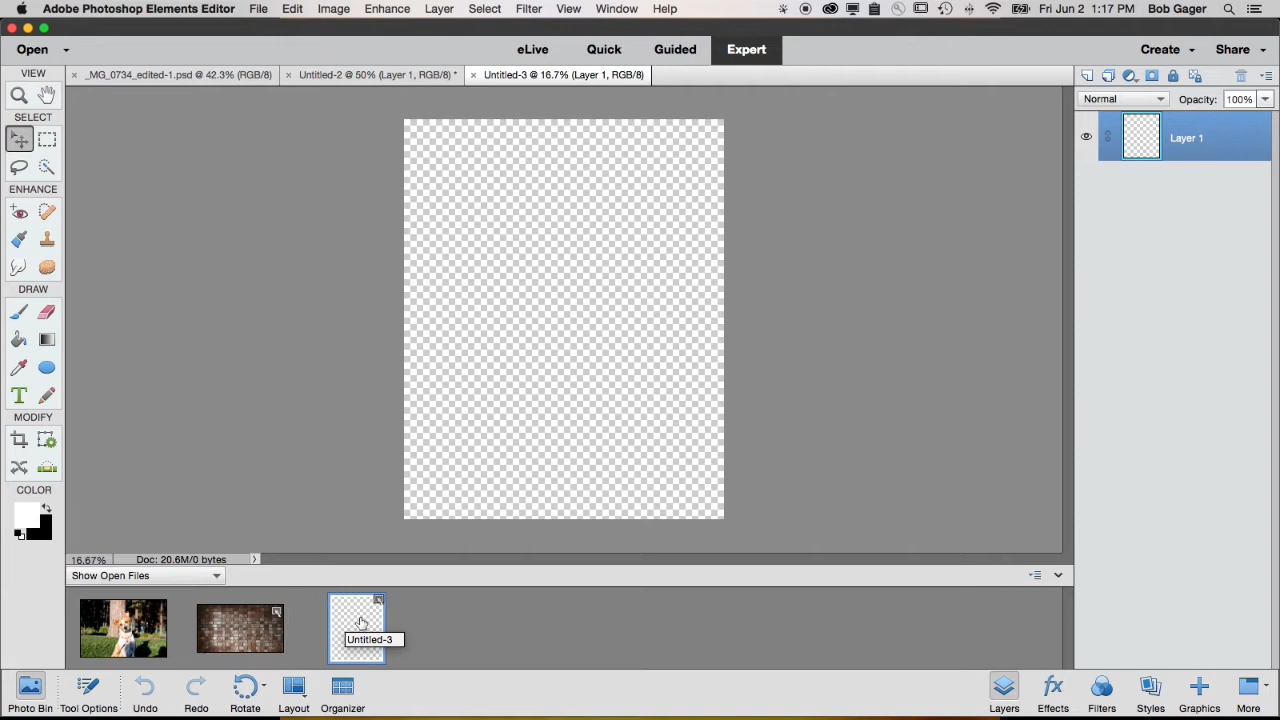 Adobe Photoshop Elements Editor File Edit Image Enhance Layer Select Filter View Window Help Fri Jun 2 1:17 PM Bob Gager
Open eLive Quick Guided Expert Create Share
VIEW
× _MG_0734_edited-1.psd @ 42.3% (RGB/8) × Untitled-2 @ 50% (Layer 1, RGB/8) * × Untitled-3 @ 16.7% (Layer 1, RGB/8)
Normal Opacity: 100%
SELECT
Layer 1
ENHANCE
DRAW
T
MODIFY
COLOR
16.67% Doc: 20.6M/0 bytes >
Show Open Files
Untitled-3
fx
Photo Bin Tool Options Undo Redo Rotate Layout Organizer Layers Effects Filters Styles Graphics More